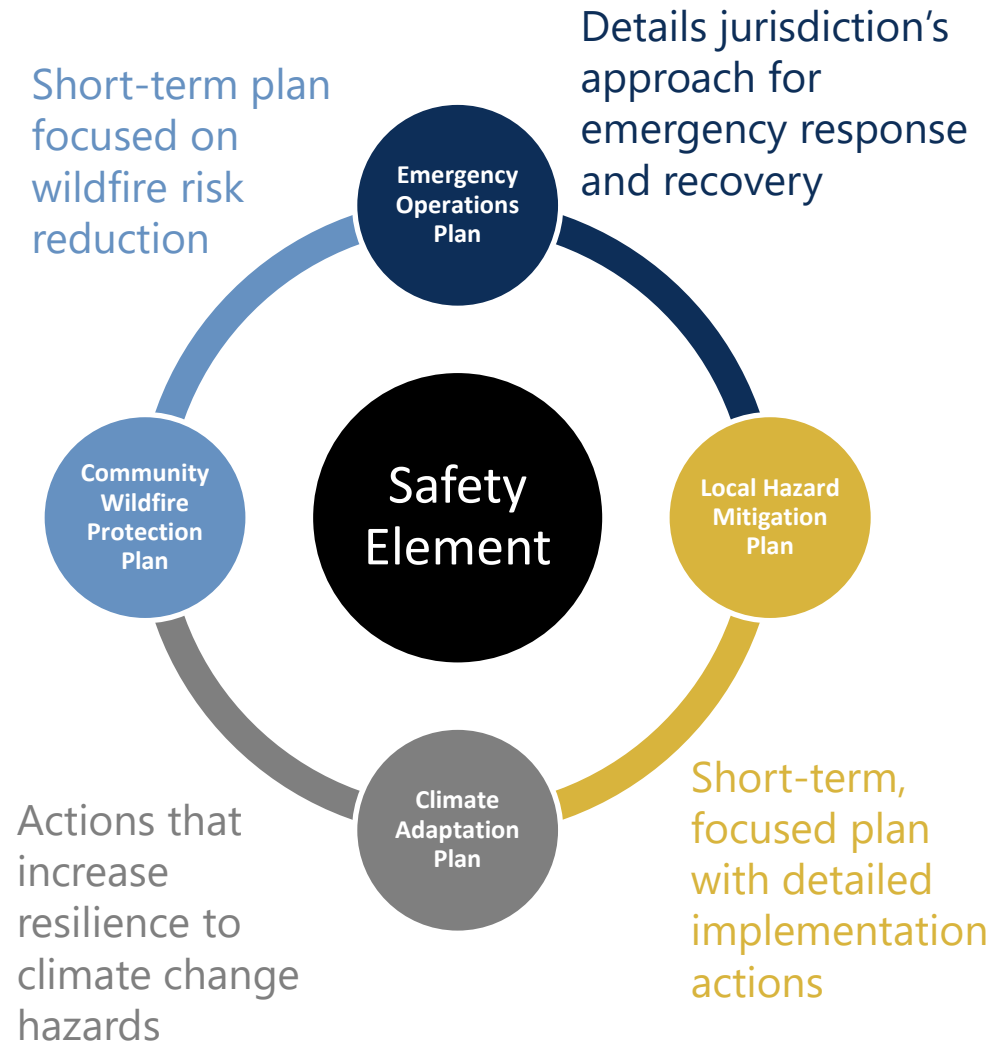 Details jurisdiction’s
approach for
emergency response
and recovery
Short-term plan
focused on
wildfire risk
reduction
Emergency
Operations
Plan
Community
Wildfire
Protection
Plan
Safety
Element
Local Hazard
Mitigation
Plan
Climate
Adaptation
Plan
Short-term,
focused plan
with detailed
implementation
actions
Actions that
increase
resilience to
climate change
hazards